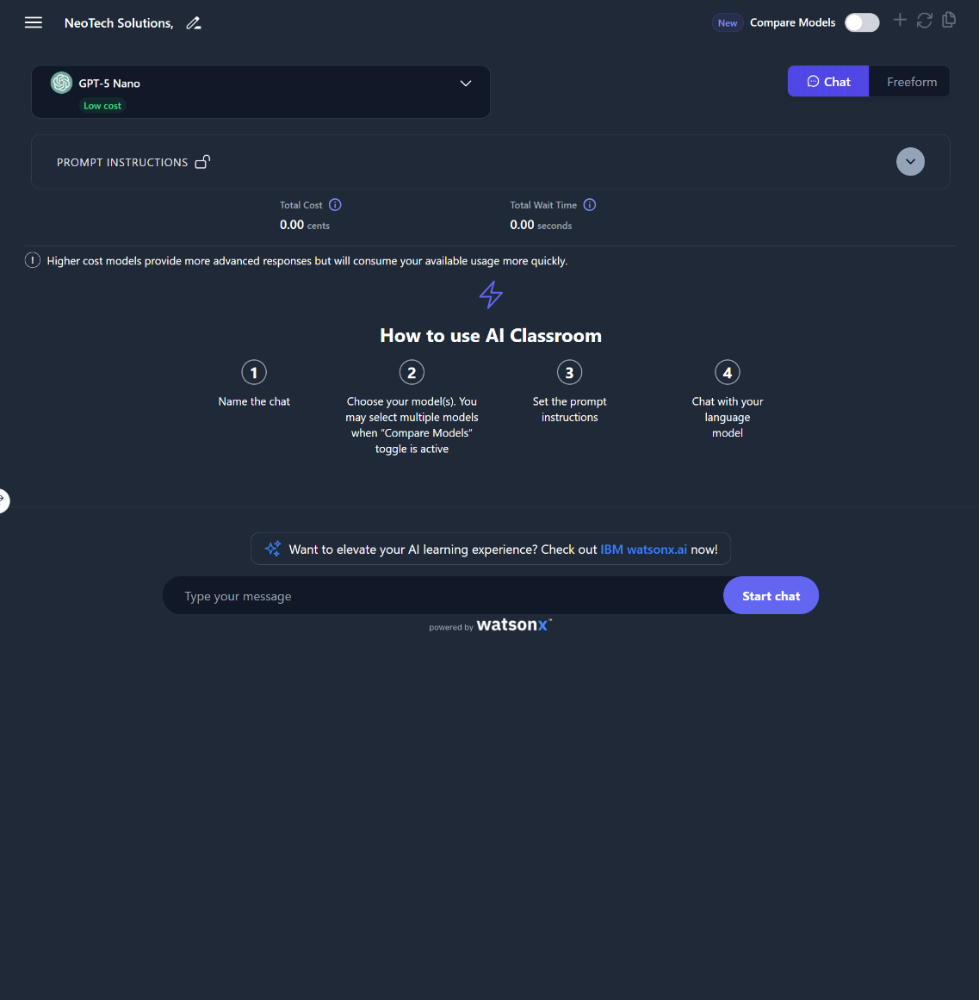 NeoTech Solutions,
New
Compare Models
GPT-5 Nano
Low cost
Chat
Freeform
PROMPT INSTRUCTIONS
Total Cost
0.00 cents
Total Wait Time
0.00 seconds
! Higher cost models provide more advanced responses but will consume your available usage more quickly.
How to use AI Classroom
1
Name the chat
2
Choose your model(s). You
may select multiple models
when “Compare Models”
toggle is active
3
Set the prompt
instructions
4
Chat with your
language
model
Want to elevate your AI learning experience? Check out IBM watsonx.ai now!
Type your message
Start chat
powered by watsonx™